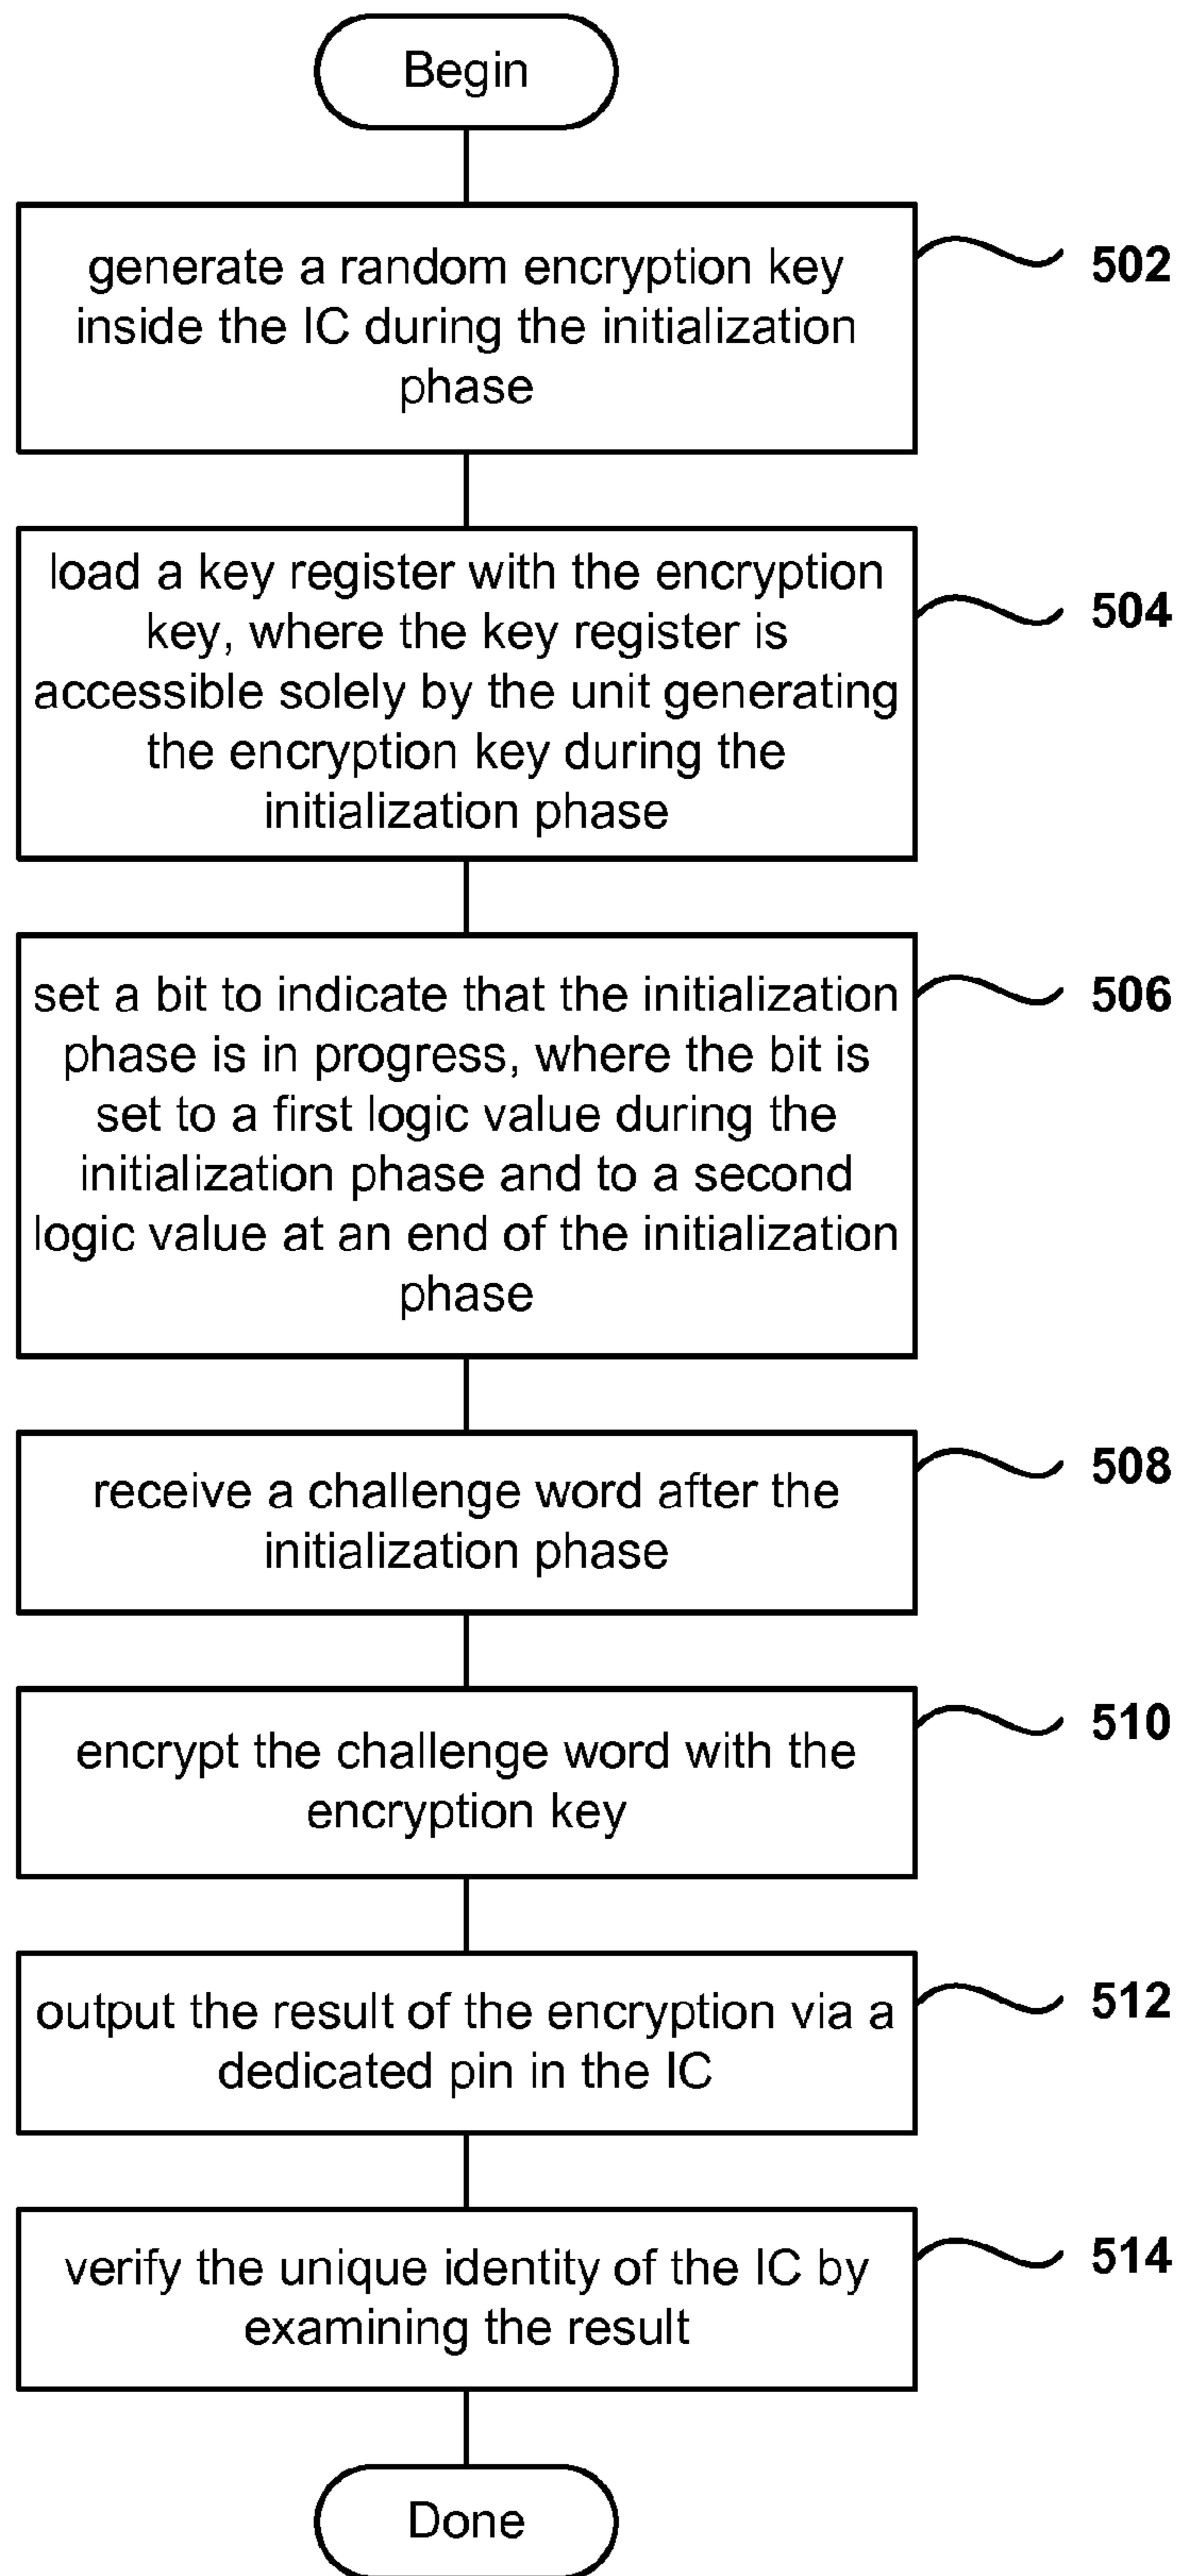 Begin
generate a random encryption key
inside the IC during the initialization
phase
502
load a key register with the encryption
key, where the key register is
accessible solely by the unit generating
the encryption key during the
initialization phase
504
set a bit to indicate that the initialization
phase is in progress, where the bit is
set to a first logic value during the
initialization phase and to a second
logic value at an end of the initialization
phase
506
receive a challenge word after the
initialization phase
508
encrypt the challenge word with the
encryption key
510
output the result of the encryption via a
dedicated pin in the IC
512
verify the unique identity of the IC by
examining the result
514
Done